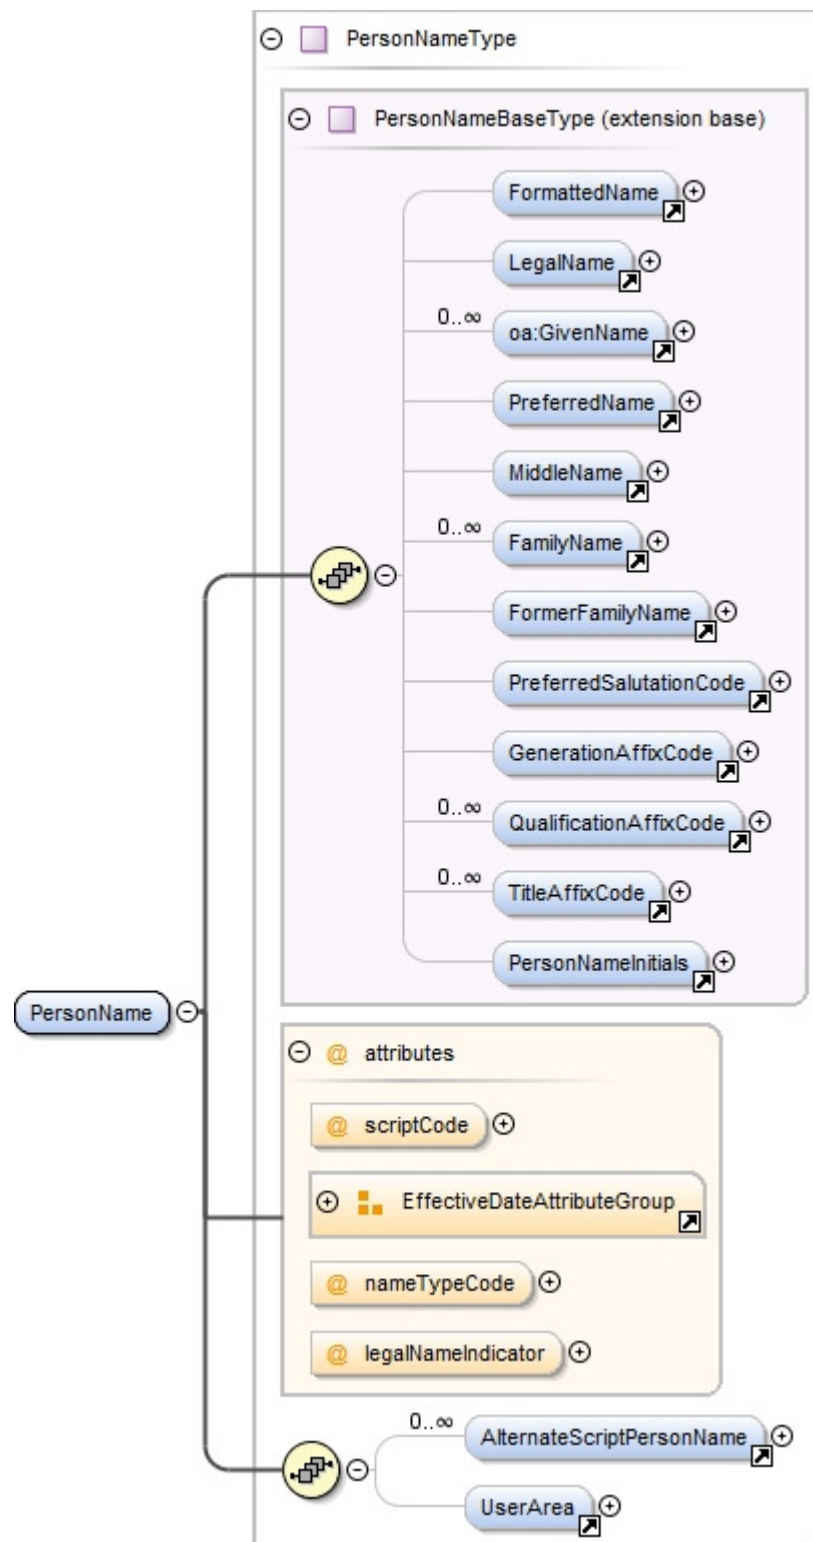 PersonNameType
PersonNameBaseType (extension base)
FormattedName
LegalName
0..∞
oa:GivenName
PreferredName
MiddleName
0..∞
FamilyName
FormerFamilyName
PreferredSalutationCode
GenerationAffixCode
0..∞
QualificationAffixCode
0..∞
TitleAffixCode
PersonNameInitials
PersonName
@ attributes
@ scriptCode
EffectiveDateAttributeGroup
@ nameTypeCode
@ legalNameIndicator
0..∞
AlternateScriptPersonName
UserArea